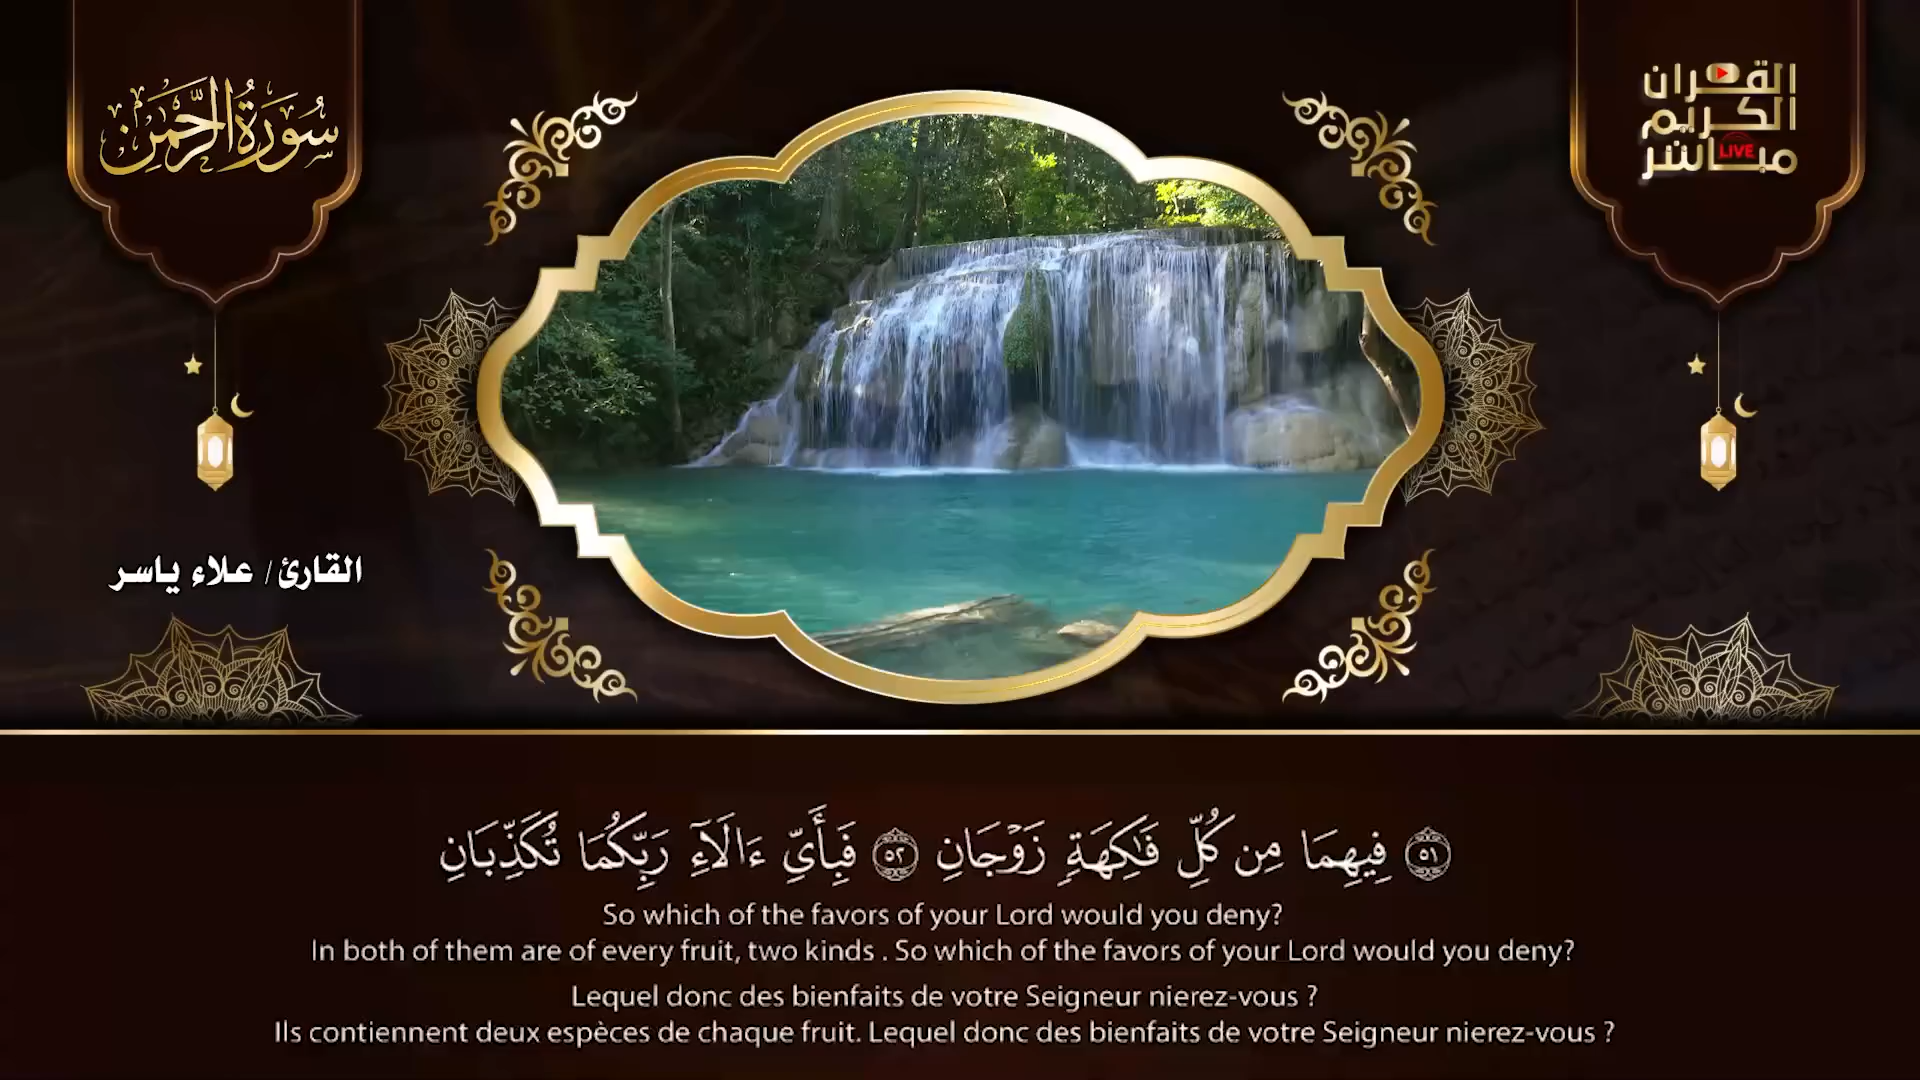 سُورَةُ الرَّحْمَٰن
القرآن
الكريم
مباشر
LIVE
القارئ / علاء ياسر
۝٥١ فِيهِمَا مِن كُلِّ فَٰكِهَةٍ زَوْجَانِ ۝٥٢ فَبِأَيِّ ءَالَآءِ رَبِّكُمَا تُكَذِّبَانِ
So which of the favors of your Lord would you deny?
In both of them are of every fruit, two kinds . So which of the favors of your Lord would you deny?
Lequel donc des bienfaits de votre Seigneur nierez-vous ?
Ils contiennent deux espèces de chaque fruit. Lequel donc des bienfaits de votre Seigneur nierez-vous ?